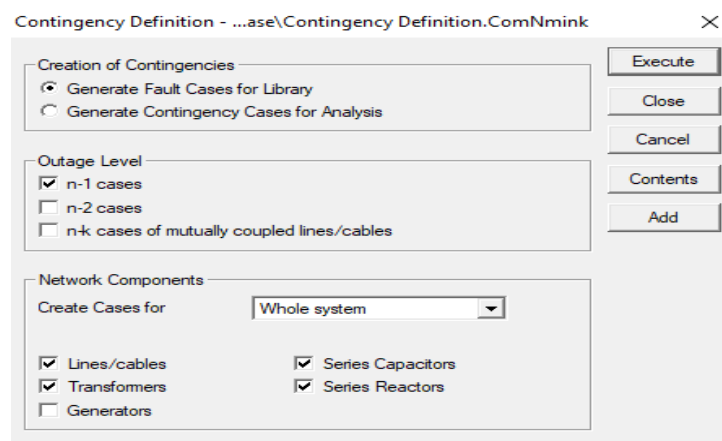 Contingency Definition - ...ase\Contingency Definition.ComNmink
Creation of Contingencies
Generate Fault Cases for Library
Generate Contingency Cases for Analysis
Outage Level
n-1 cases
n-2 cases
n-k cases of mutually coupled lines/cables
Network Components
Create Cases for Whole system
Lines/cables Series Capacitors
Transformers Series Reactors
Generators
Execute
Close
Cancel
Contents
Add